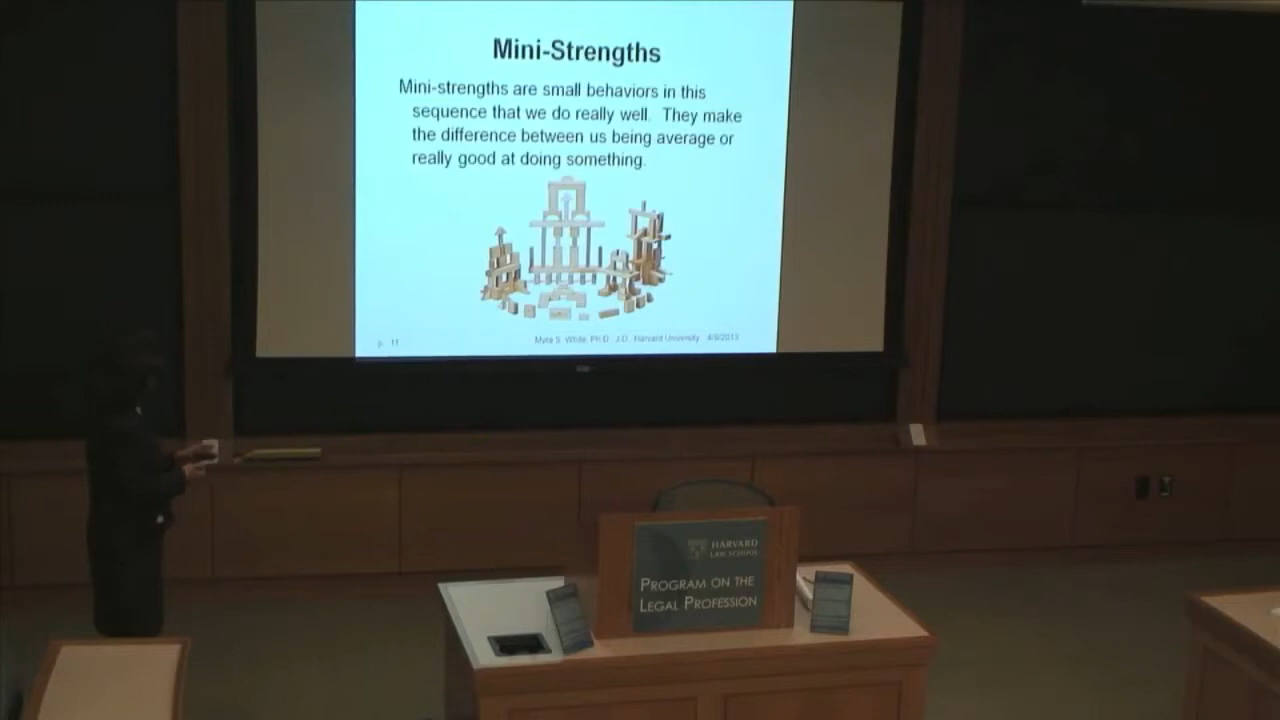 Mini-Strengths
Mini-strengths are small behaviors in this
sequence that we do really well. They make
the difference between us being average or
really good at doing something.
p. 11
Myra S. White, Ph.D., J.D., Harvard University 4/9/2013
HARVARD
LAW SCHOOL
PROGRAM ON THE
LEGAL PROFESSION